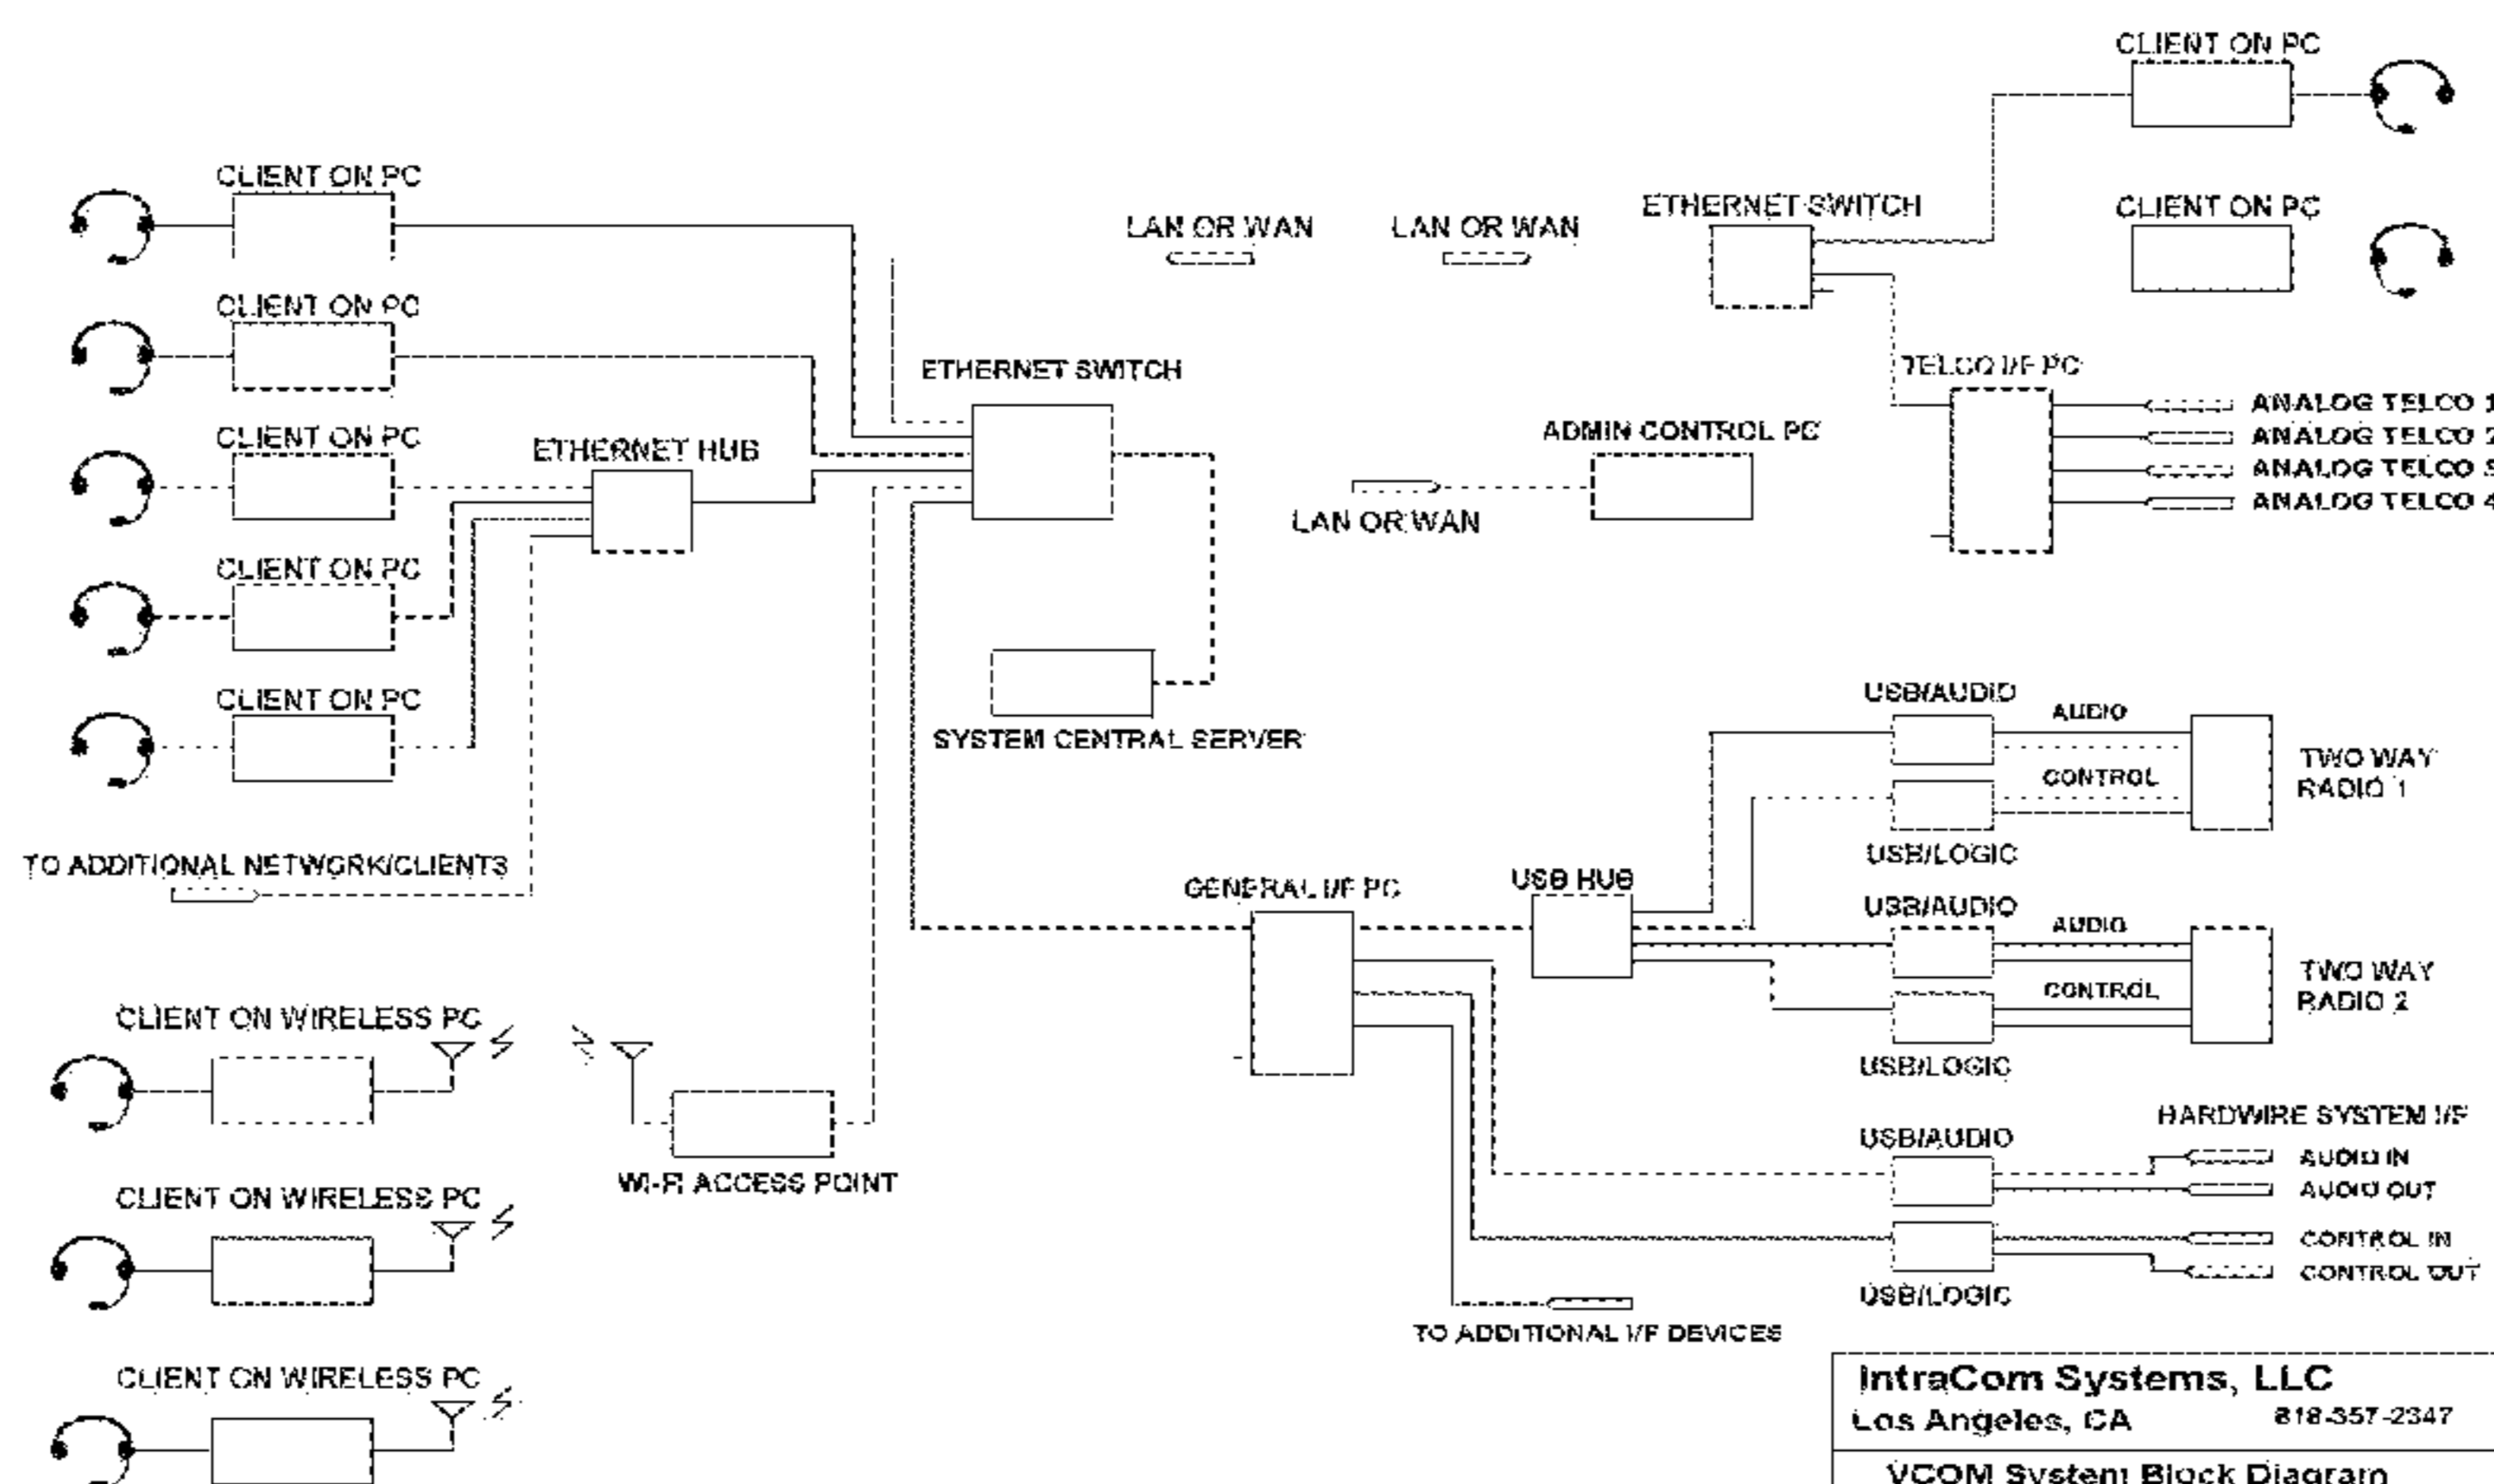 CLIENT ON PC
CLIENT ON PC
CLIENT ON PC
CLIENT ON PC
CLIENT ON PC
TO ADDITIONAL NETWORK/CLIENTS
ETHERNET HUB
ETHERNET SWITCH
SYSTEM CENTRAL SERVER
CLIENT ON WIRELESS PC
CLIENT ON WIRELESS PC
CLIENT ON WIRELESS PC
WI-FI ACCESS POINT
LAN OR WAN
LAN OR WAN
ETHERNET SWITCH
CLIENT ON PC
CLIENT ON PC
LAN OR WAN
ADMIN CONTROL PC
TELCO I/F PC
ANALOG TELCO 1
ANALOG TELCO 2
ANALOG TELCO 3
ANALOG TELCO 4
GENERAL I/F PC
USB HUB
USB/AUDIO
AUDIO
CONTROL
USB/LOGIC
TWO WAY
RADIO 1
USB/AUDIO
AUDIO
CONTROL
USB/LOGIC
TWO WAY
RADIO 2
HARDWIRE SYSTEM I/F
USB/AUDIO
AUDIO IN
AUDIO OUT
CONTROL IN
CONTROL OUT
USB/LOGIC
TO ADDITIONAL I/F DEVICES
IntraCom Systems, LLC
Los Angeles, CA 818-357-2347
VCOM System Block Diagram